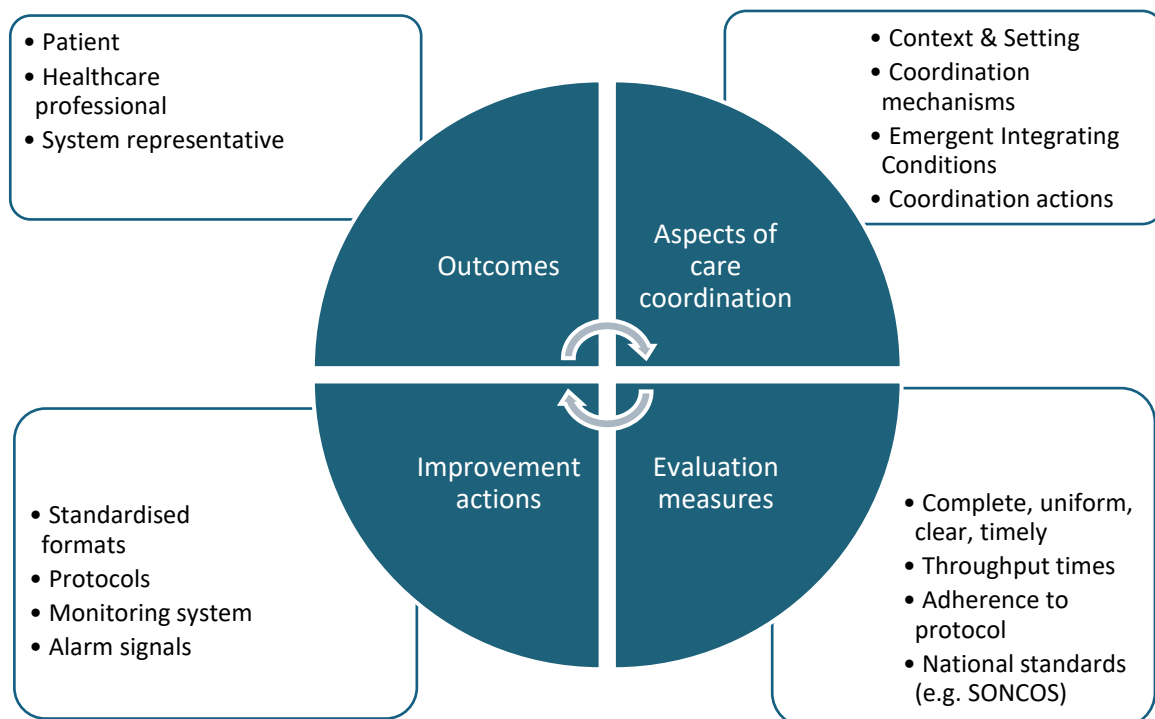 • Patient
• Healthcare
professional
• System representative
• Context & Setting
• Coordination
mechanisms
• Emergent Integrating
Conditions
• Coordination actions
Outcomes
Aspects of
care
coordination
Improvement
actions
Evaluation
measures
• Standardised
formats
• Protocols
• Monitoring system
• Alarm signals
• Complete, uniform,
clear, timely
• Throughput times
• Adherence to
protocol
• National standards
(e.g. SONCOS)